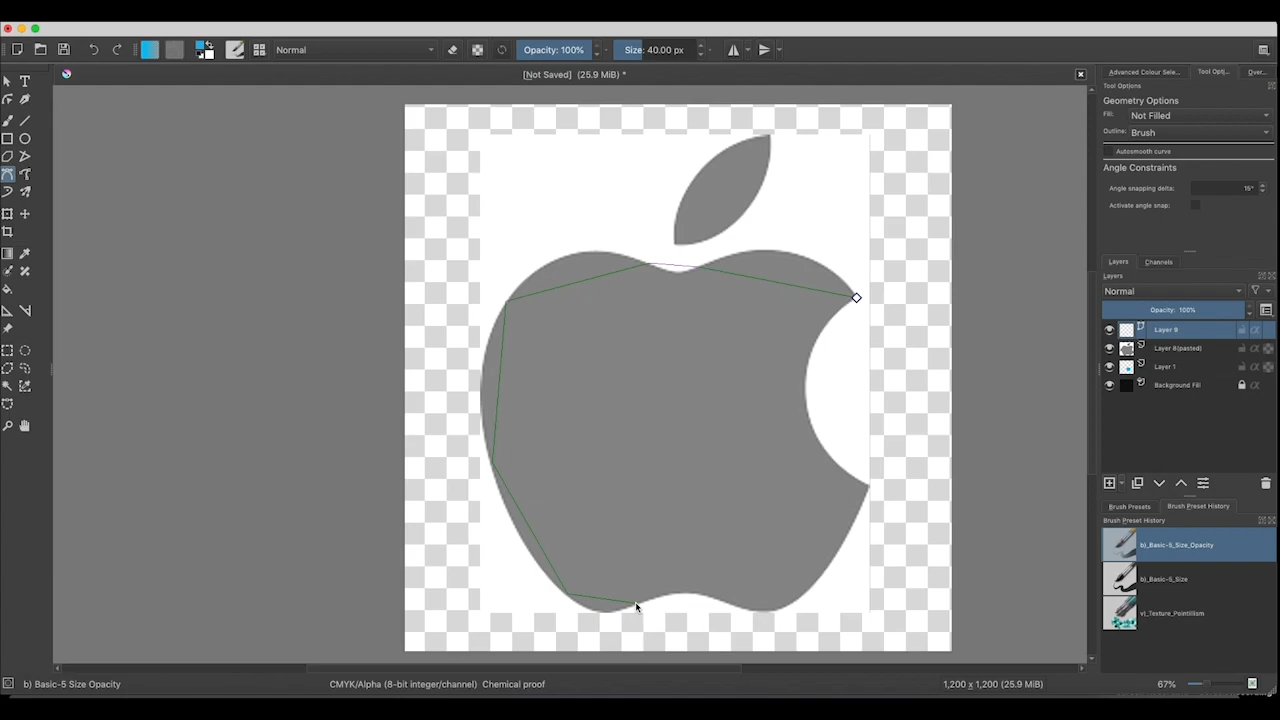 Normal
Opacity: 100%
Size: 40.00 px
[Not Saved] (25.9 MiB) *
Advanced Colour Sele...
Tool Opti...
Over...
Tool Options
Geometry Options
Fill: Not Filled
Outline: Brush
Autosmooth curve
Angle Constraints
Angle snapping delta: 15°
Activate angle snap:
Layers Channels
Layers
Normal
Opacity: 100%
Layer 9
Layer 8(pasted)
Layer 1
Background Fill
Brush Presets Brush Preset History
Brush Preset History
b)_Basic-5_Size_Opacity
b)_Basic-5_Size
v)_Texture_Pointillism
b) Basic-5 Size Opacity
CMYK/Alpha (8-bit integer/channel) Chemical proof
1,200 x 1,200 (25.9 MiB)
67%